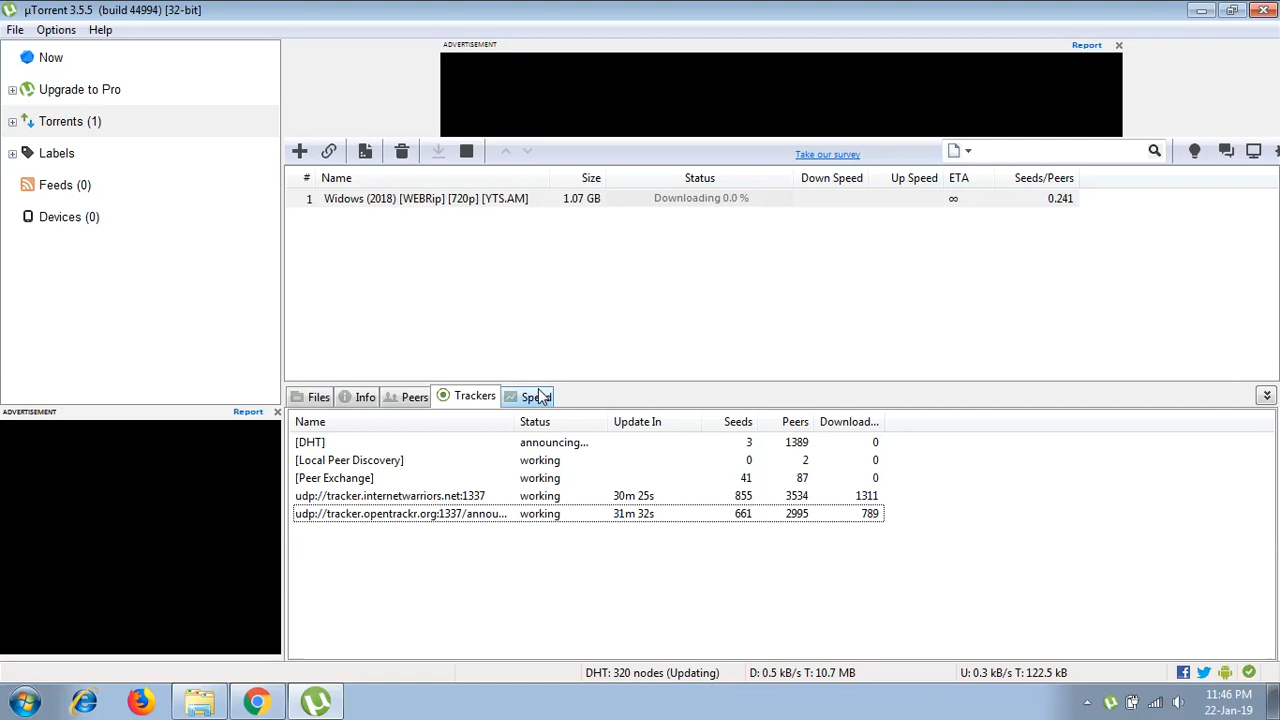 µTorrent 3.5.5 (build 44994) [32-bit]
File Options Help
ADVERTISEMENT Report
Now
Upgrade to Pro
Torrents (1)
Labels
Feeds (0)
Devices (0)
Take our survey
# Name Size Status Down Speed Up Speed ETA Seeds/Peers
1 Widows (2018) [WEBRip] [720p] [YTS.AM] 1.07 GB Downloading 0.0 % ∞ 0.241
Files Info Peers Trackers Speed
ADVERTISEMENT Report
Name Status Update In Seeds Peers Download...
[DHT] announcing... 3 1389 0
[Local Peer Discovery] working 0 2 0
[Peer Exchange] working 41 87 0
udp://tracker.internetwarriors.net:1337 working 30m 25s 855 3534 1311
udp://tracker.opentrackr.org:1337/annou... working 31m 32s 661 2995 789
DHT: 320 nodes (Updating) D: 0.5 kB/s T: 10.7 MB U: 0.3 kB/s T: 122.5 kB
11:46 PM
22-Jan-19